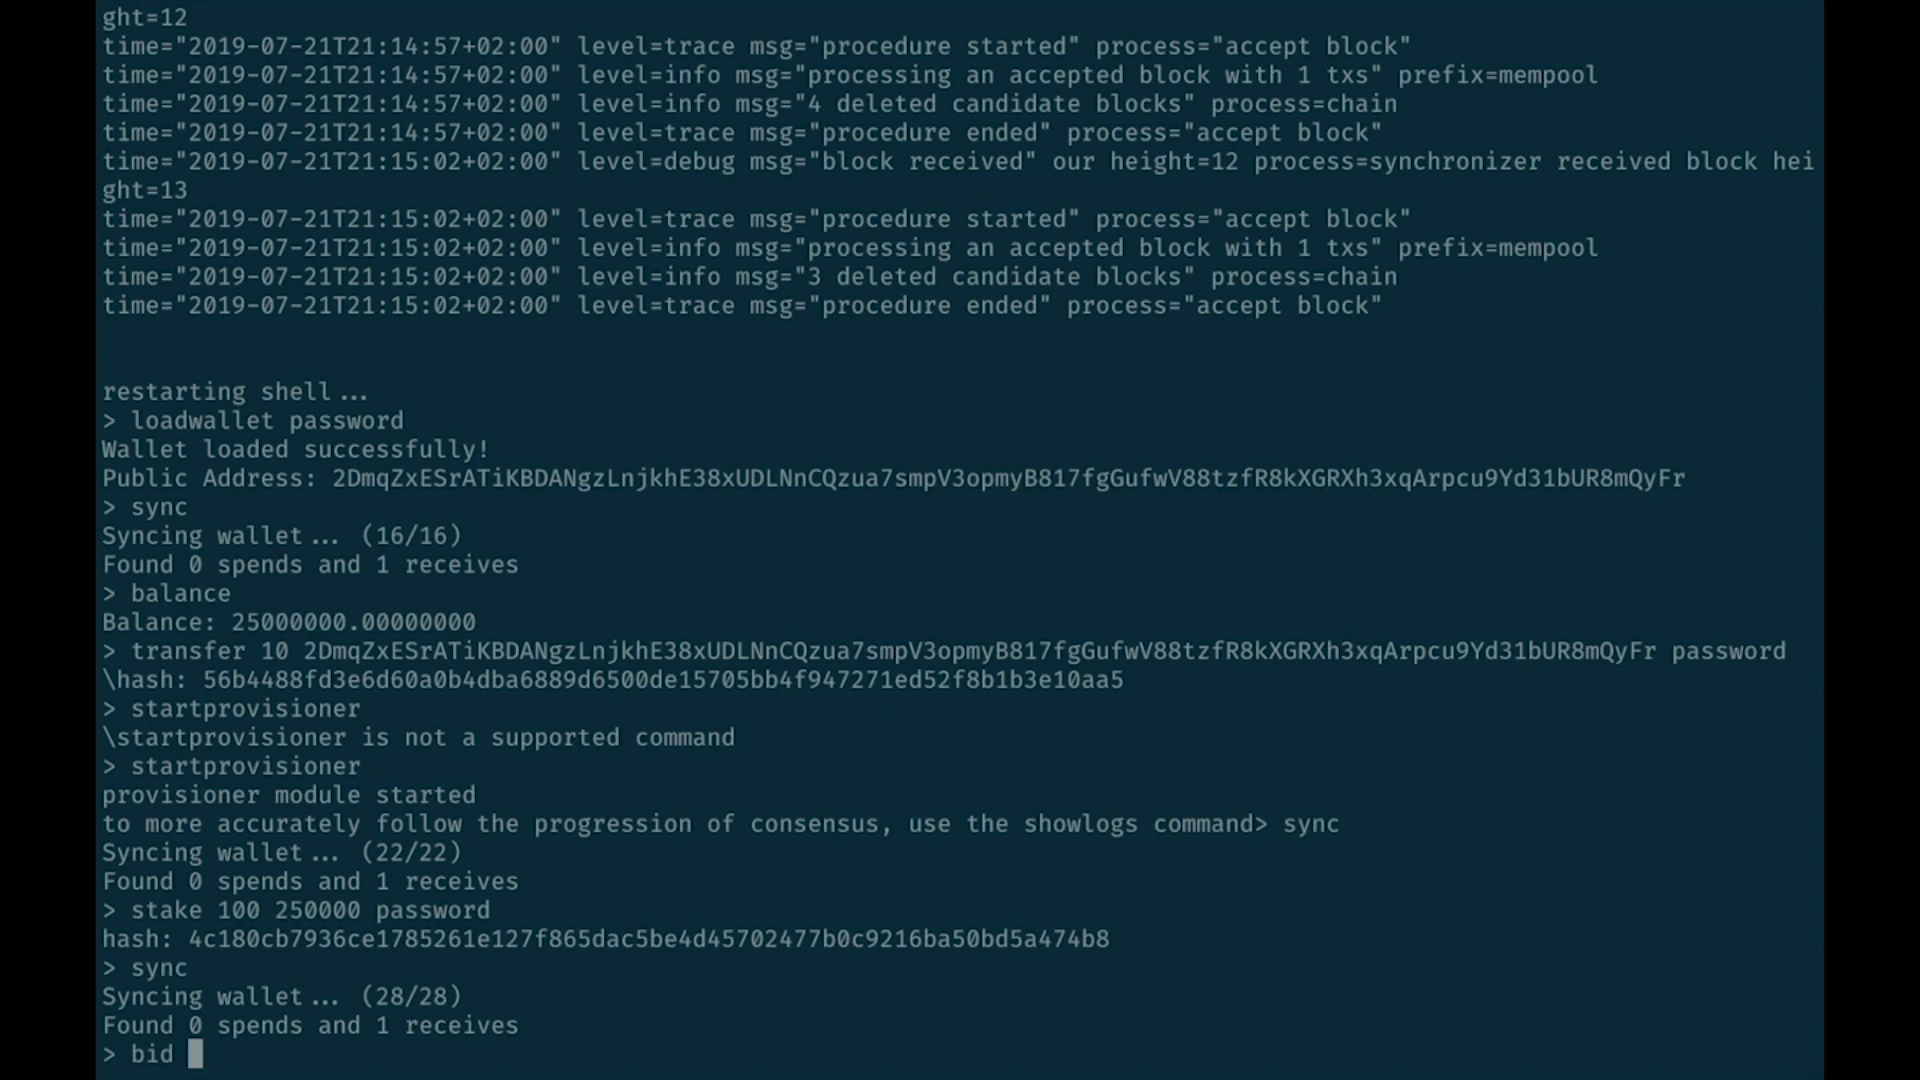 ght=12
time="2019-07-21T21:14:57+02:00" level=trace msg="procedure started" process="accept block"
time="2019-07-21T21:14:57+02:00" level=info msg="processing an accepted block with 1 txs" prefix=mempool
time="2019-07-21T21:14:57+02:00" level=info msg="4 deleted candidate blocks" process=chain
time="2019-07-21T21:14:57+02:00" level=trace msg="procedure ended" process="accept block"
time="2019-07-21T21:15:02+02:00" level=debug msg="block received" our height=12 process=synchronizer received block hei
ght=13
time="2019-07-21T21:15:02+02:00" level=trace msg="procedure started" process="accept block"
time="2019-07-21T21:15:02+02:00" level=info msg="processing an accepted block with 1 txs" prefix=mempool
time="2019-07-21T21:15:02+02:00" level=info msg="3 deleted candidate blocks" process=chain
time="2019-07-21T21:15:02+02:00" level=trace msg="procedure ended" process="accept block"
restarting shell...
> loadwallet password
Wallet loaded successfully!
Public Address: 2DmqZxESrATiKBDANgzLnjkhE38xUDLNnCQzua7smpV3opmyB817fgGufwV88tzfR8kXGRXh3xqArpcu9Yd31bUR8mQyFr
> sync
Syncing wallet... (16/16)
Found 0 spends and 1 receives
> balance
Balance: 25000000.00000000
> transfer 10 2DmqZxESrATiKBDANgzLnjkhE38xUDLNnCQzua7smpV3opmyB817fgGufwV88tzfR8kXGRXh3xqArpcu9Yd31bUR8mQyFr password
\hash: 56b4488fd3e6d60a0b4dba6889d6500de15705bb4f947271ed52f8b1b3e10aa5
> startprovisioner
\startprovisioner is not a supported command
> startprovisioner
provisioner module started
to more accurately follow the progression of consensus, use the showlogs command> sync
Syncing wallet... (22/22)
Found 0 spends and 1 receives
> stake 100 250000 password
hash: 4c180cb7936ce1785261e127f865dac5be4d45702477b0c9216ba50bd5a474b8
> sync
Syncing wallet... (28/28)
Found 0 spends and 1 receives
> bid